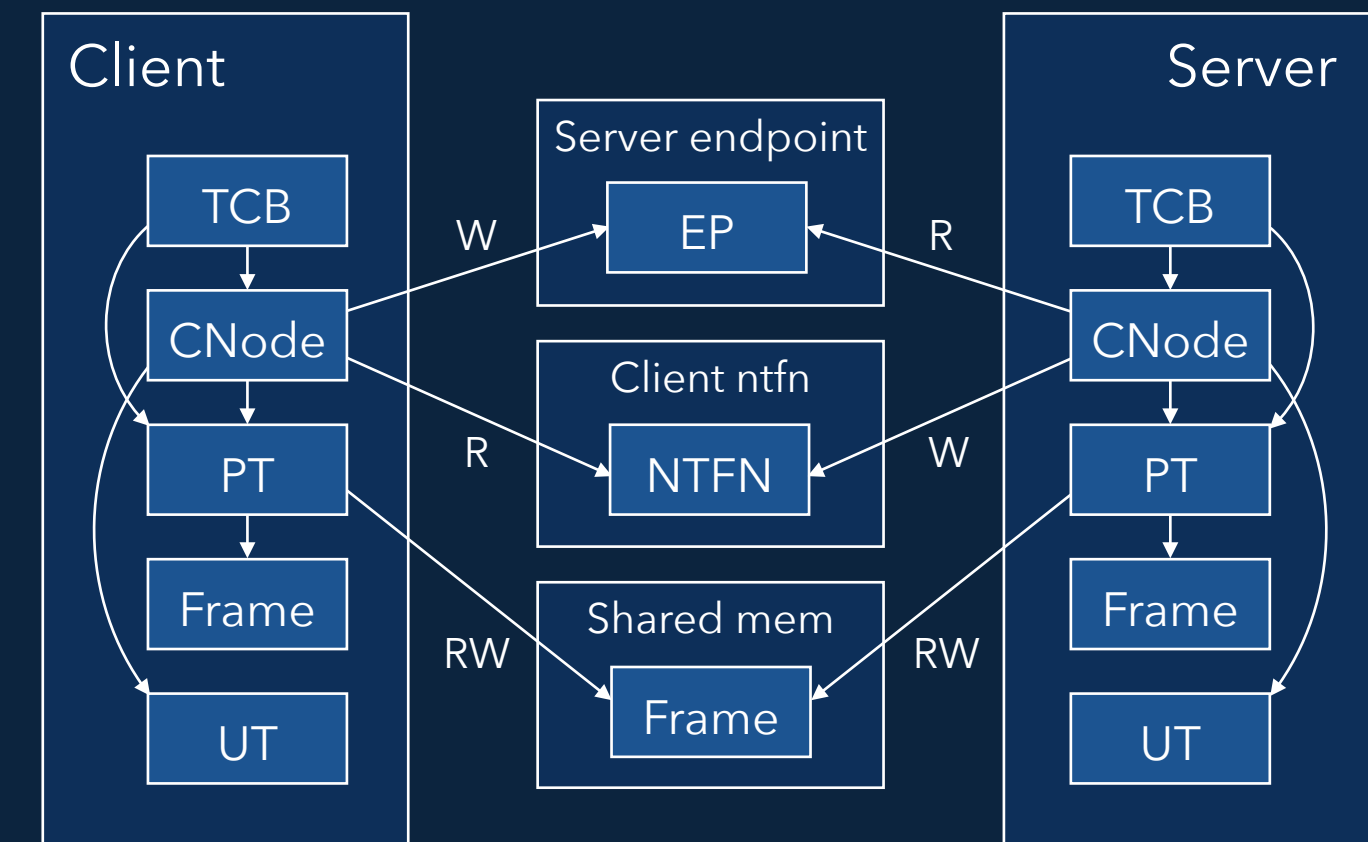 Client
TCB
CNode
PT
Frame
UT
W
R
RW
Server endpoint
EP
Client ntfn
NTFN
Shared mem
Frame
R
W
RW
Server
TCB
CNode
PT
Frame
UT